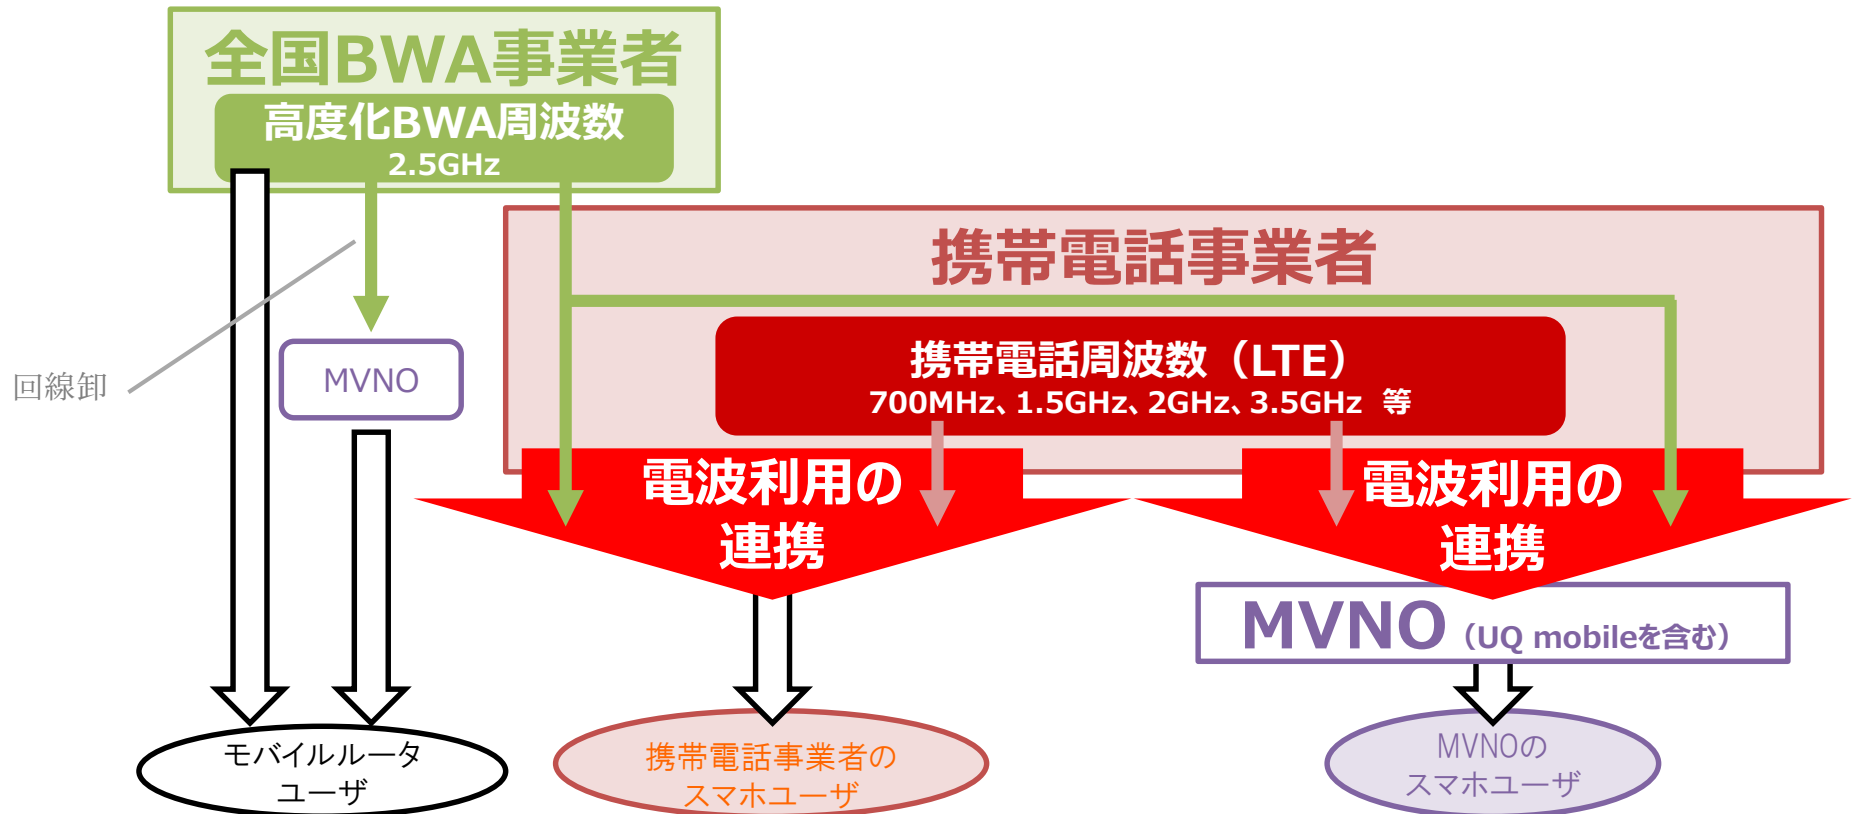 全国BWA事業者
高度化BWA周波数
2.5GHz
携帯電話事業者
携帯電話周波数（LTE）
700MHz、1.5GHz、2GHz、3.5GHz 等
回線卸
MVNO
電波利用の
連携
電波利用の
連携
MVNO（UQ mobileを含む）
モバイルルータ
ユーザ
携帯電話事業者の
スマホユーザ
MVNOの
スマホユーザ